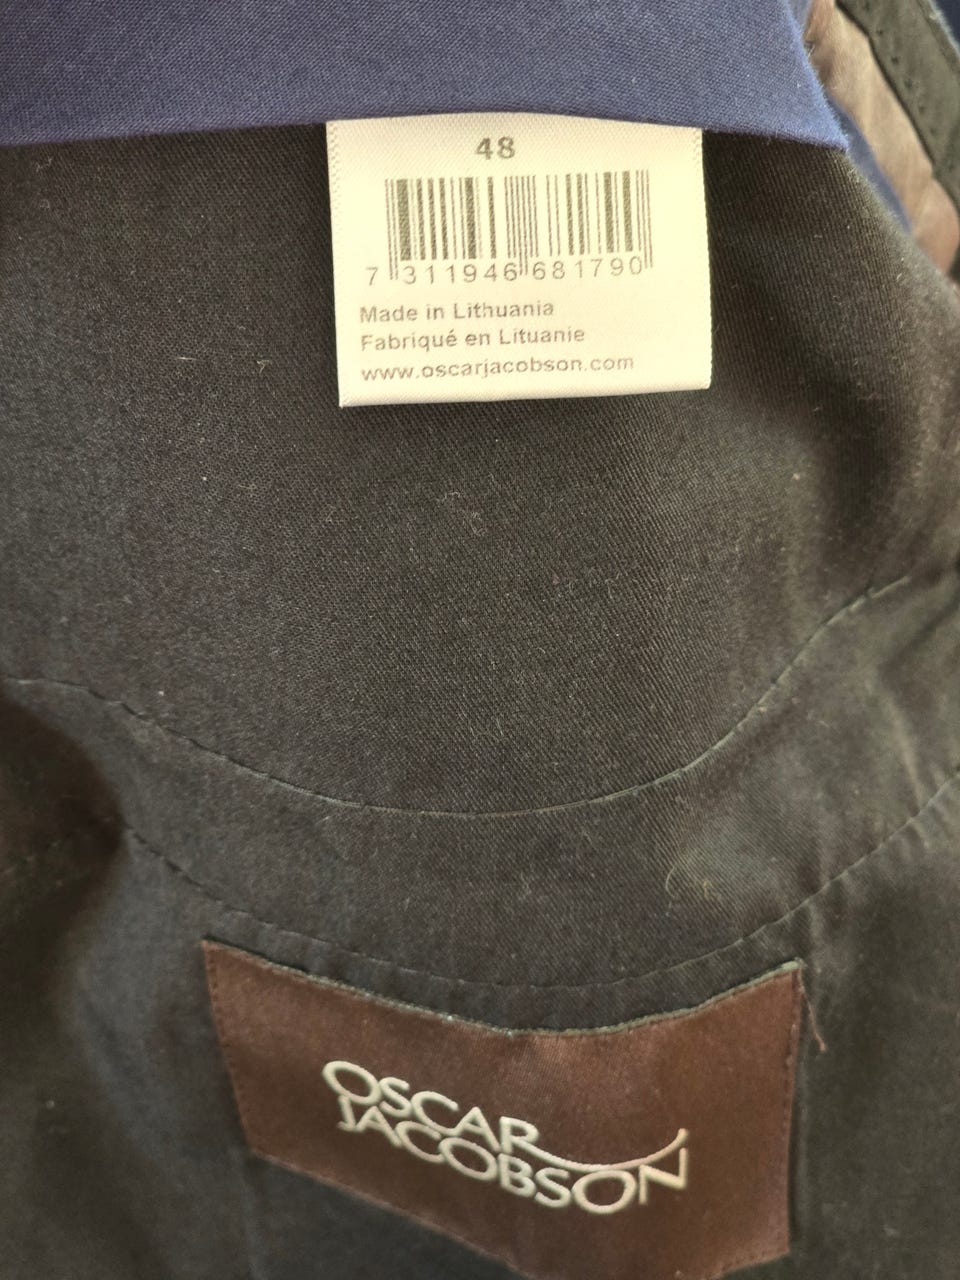 48
7 311946 681790
Made in Lithuania
Fabriqué en Lituanie
www.oscarjacobson.com
OSCAR
JACOBSON